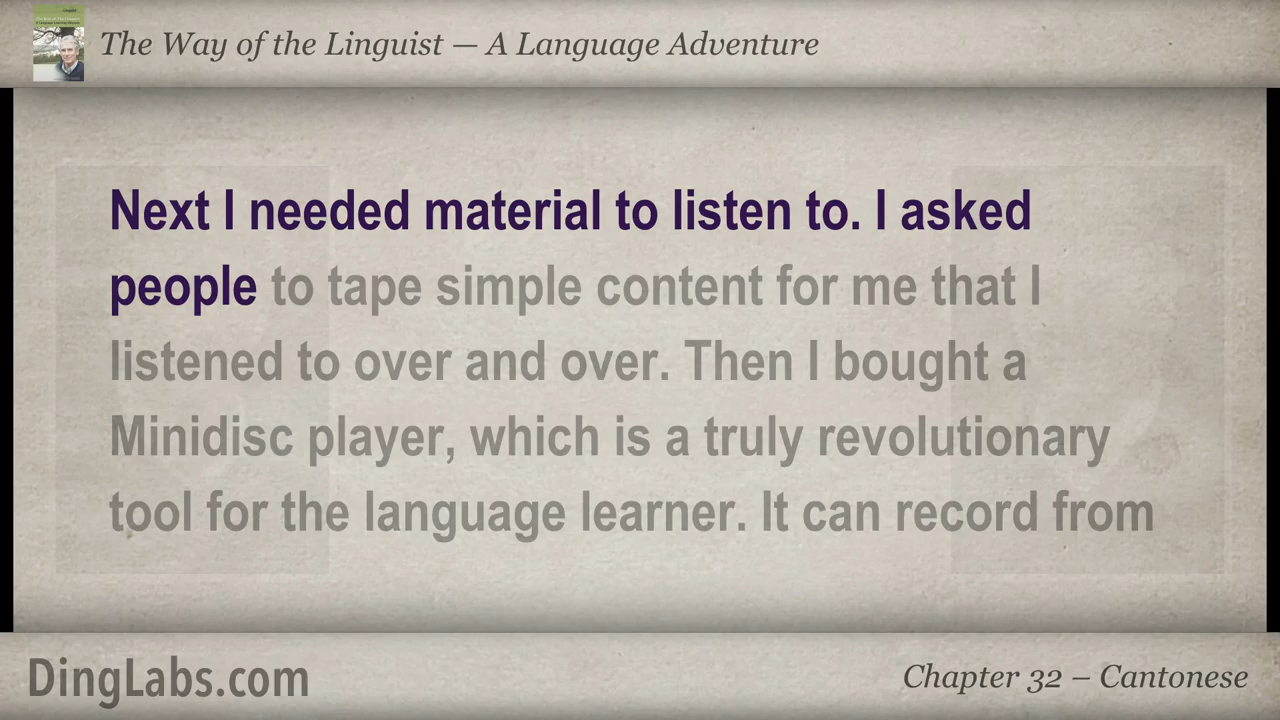 The Way of the Linguist — A Language Adventure
Next I needed material to listen to. I asked
people to tape simple content for me that I
listened to over and over. Then I bought a
Minidisc player, which is a truly revolutionary
tool for the language learner. It can record from
DingLabs.com
Chapter 32 – Cantonese